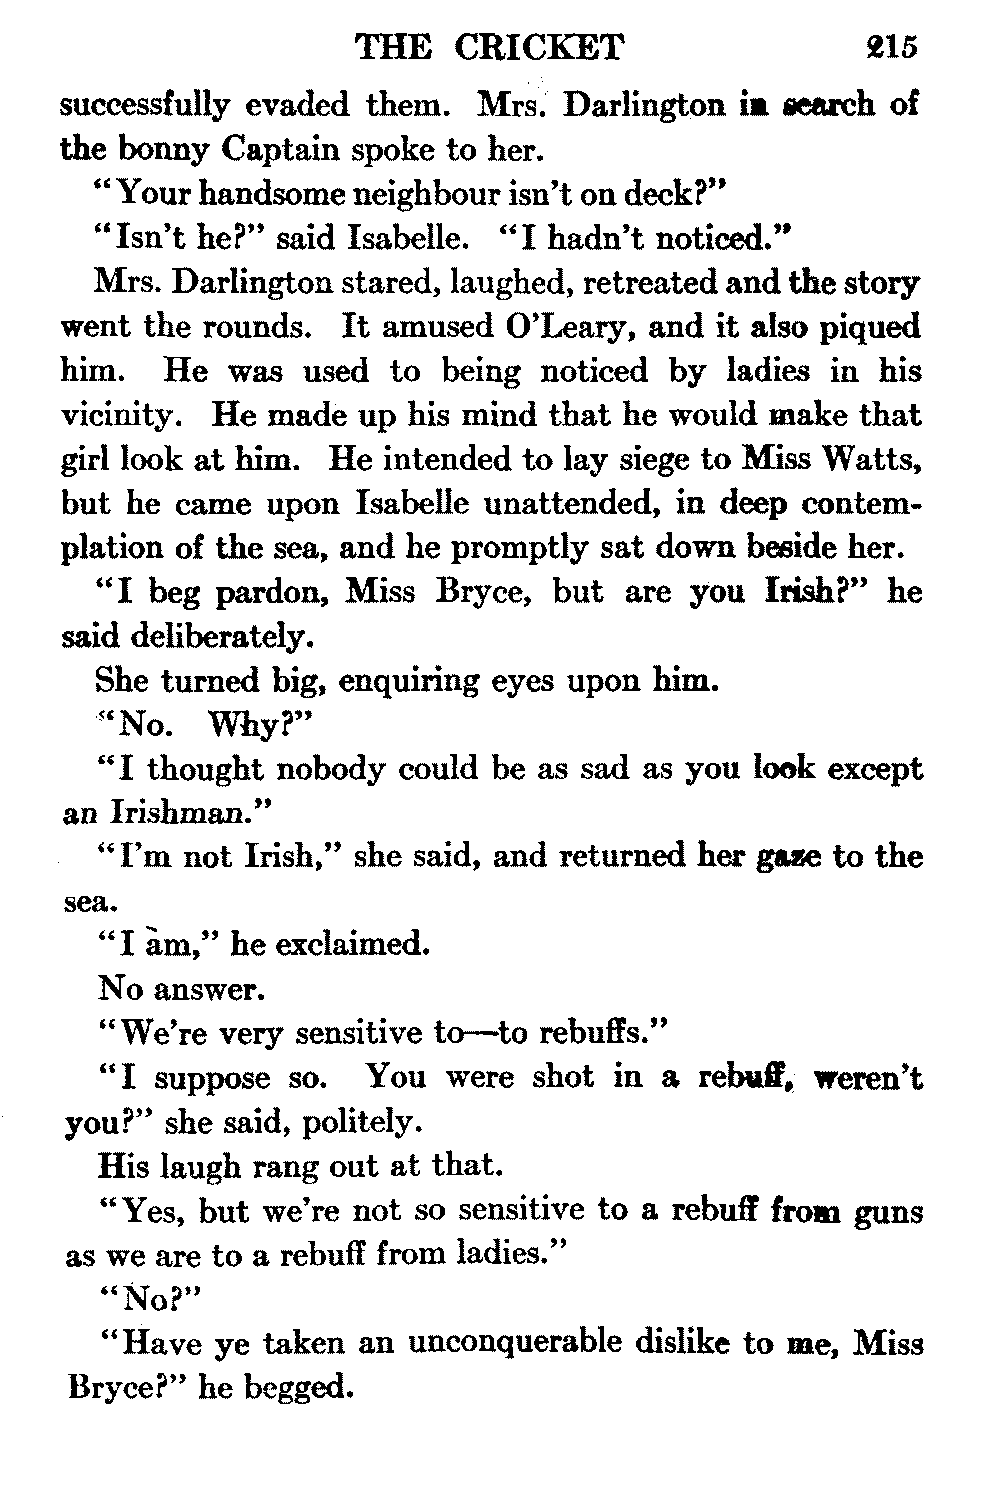 THE CRICKET 215
successfully evaded them. Mrs. Darlington in search of
the bonny Captain spoke to her.
"Your handsome neighbour isn't on deck?"
"Isn't he?" said Isabelle. "I hadn't noticed."
Mrs. Darlington stared, laughed, retreated and the story
went the rounds. It amused O'Leary, and it also piqued
him. He was used to being noticed by ladies in his
vicinity. He made up his mind that he would make that
girl look at him. He intended to lay siege to Miss Watts,
but he came upon Isabelle unattended, in deep contem-
plation of the sea, and he promptly sat down beside her.
"I beg pardon, Miss Bryce, but are you Irish?" he
said deliberately.
She turned big, enquiring eyes upon him.
"No. Why?"
"I thought nobody could be as sad as you look except
an Irishman."
"I'm not Irish," she said, and returned her gaze to the
sea.
"I am," he exclaimed.
No answer.
"We're very sensitive to—to rebuffs."
"I suppose so. You were shot in a rebuff, weren't
you?" she said, politely.
His laugh rang out at that.
"Yes, but we're not so sensitive to a rebuff from guns
as we are to a rebuff from ladies."
"No?"
"Have ye taken an unconquerable dislike to me, Miss
Bryce?" he begged.